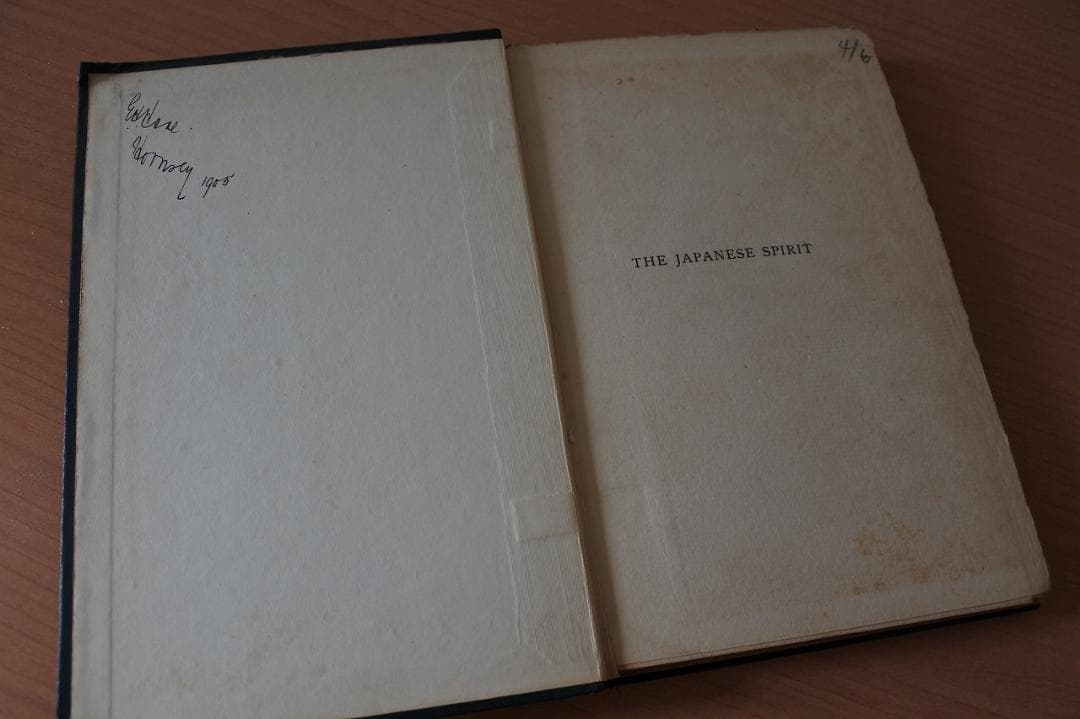 Hornsey 1905
4/6
THE JAPANESE SPIRIT